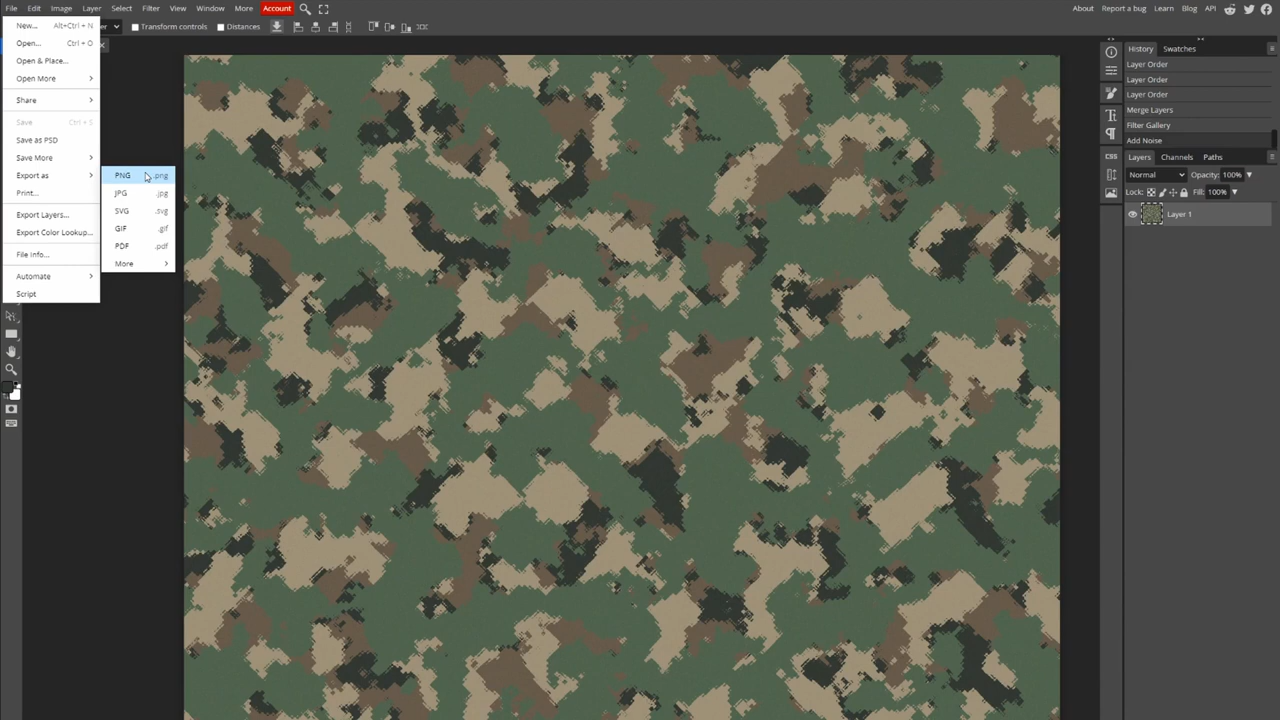 File Edit Image Layer Select Filter View Window More Account About Report a bug Learn Blog API
Transform controls Distances
New... Alt+Ctrl + N
Open... Ctrl + O
Open & Place...
Open More
Share
Save Ctrl + S
Save as PSD
Save More
Export as
Print...
Export Layers...
Export Color Lookup...
File Info...
Automate
Script
PNG .png
JPG .jpg
SVG .svg
GIF .gif
PDF .pdf
More
CSS
History Swatches
Layer Order
Layer Order
Layer Order
Merge Layers
Filter Gallery
Add Noise
Layers Channels Paths
Normal Opacity: 100%
Lock: Fill: 100%
Layer 1